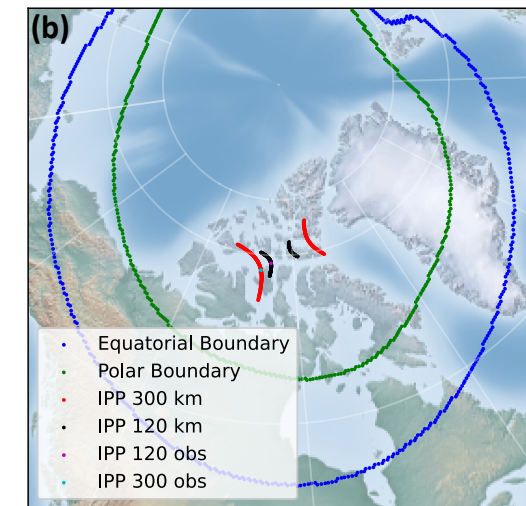 (b)
Equatorial Boundary
Polar Boundary
IPP 300 km
IPP 120 km
IPP 120 obs
IPP 300 obs